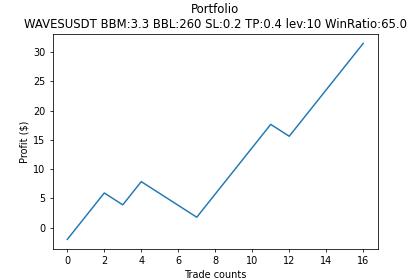 Portfolio
WAVESUSDT BBM:3.3 BBL:260 SL:0.2 TP:0.4 lev:10 WinRatio:65.0
Profit ($)
30
25
20
15
10
5
0
0 2 4 6 8 10 12 14 16
Trade counts